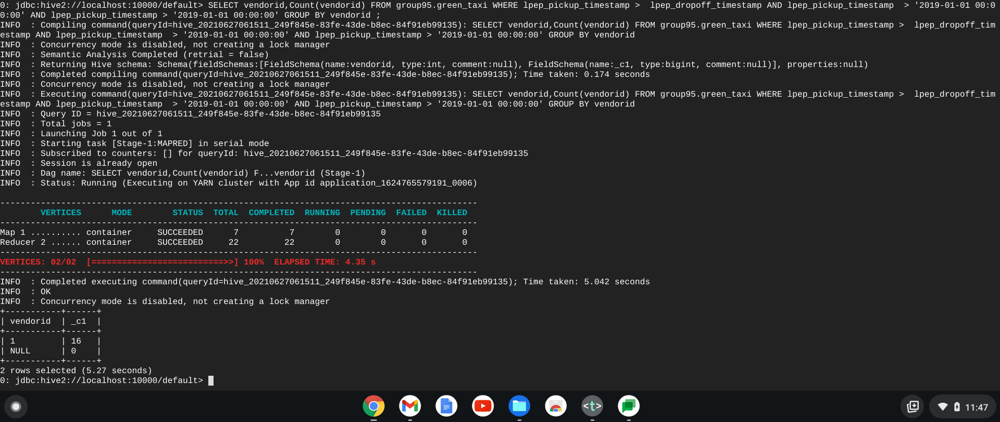 0: jdbc:hive2://localhost:10000/default> SELECT vendorid,Count(vendorid) FROM group95.green_taxi WHERE lpep_pickup_timestamp >  lpep_dropoff_timestamp AND lpep_pickup_timestamp  > '2019-01-01 00:0
0:00' AND lpep_pickup_timestamp > '2019-01-01 00:00:00' GROUP BY vendorid ;
INFO  : Compiling command(queryId=hive_20210627061511_249f845e-83fe-43de-b8ec-84f91eb99135): SELECT vendorid,Count(vendorid) FROM group95.green_taxi WHERE lpep_pickup_timestamp >  lpep_dropoff_tim
estamp AND lpep_pickup_timestamp  > '2019-01-01 00:00:00' AND lpep_pickup_timestamp > '2019-01-01 00:00:00' GROUP BY vendorid
INFO  : Concurrency mode is disabled, not creating a lock manager
INFO  : Semantic Analysis Completed (retrial = false)
INFO  : Returning Hive schema: Schema(fieldSchemas:[FieldSchema(name:vendorid, type:int, comment:null), FieldSchema(name:_c1, type:bigint, comment:null)], properties:null)
INFO  : Completed compiling command(queryId=hive_20210627061511_249f845e-83fe-43de-b8ec-84f91eb99135); Time taken: 0.174 seconds
INFO  : Concurrency mode is disabled, not creating a lock manager
INFO  : Executing command(queryId=hive_20210627061511_249f845e-83fe-43de-b8ec-84f91eb99135): SELECT vendorid,Count(vendorid) FROM group95.green_taxi WHERE lpep_pickup_timestamp >  lpep_dropoff_tim
estamp AND lpep_pickup_timestamp  > '2019-01-01 00:00:00' AND lpep_pickup_timestamp > '2019-01-01 00:00:00' GROUP BY vendorid
INFO  : Query ID = hive_20210627061511_249f845e-83fe-43de-b8ec-84f91eb99135
INFO  : Total jobs = 1
INFO  : Launching Job 1 out of 1
INFO  : Starting task [Stage-1:MAPRED] in serial mode
INFO  : Subscribed to counters: [] for queryId: hive_20210627061511_249f845e-83fe-43de-b8ec-84f91eb99135
INFO  : Session is already open
INFO  : Dag name: SELECT vendorid,Count(vendorid) F...vendorid (Stage-1)
INFO  : Status: Running (Executing on YARN cluster with App id application_1624765579191_0006)
----------------------------------------------------------------------------------------------
        VERTICES      MODE        STATUS  TOTAL  COMPLETED  RUNNING  PENDING  FAILED  KILLED
----------------------------------------------------------------------------------------------
Map 1 .......... container     SUCCEEDED      7          7        0        0       0       0
Reducer 2 ...... container     SUCCEEDED     22         22        0        0       0       0
----------------------------------------------------------------------------------------------
VERTICES: 02/02  [==========================>>] 100%  ELAPSED TIME: 4.35 s
----------------------------------------------------------------------------------------------
INFO  : Completed executing command(queryId=hive_20210627061511_249f845e-83fe-43de-b8ec-84f91eb99135); Time taken: 5.042 seconds
INFO  : OK
INFO  : Concurrency mode is disabled, not creating a lock manager
+-----------+------+
| vendorid  | _c1  |
+-----------+------+
| 1         | 16   |
| NULL      | 0    |
+-----------+------+
2 rows selected (5.27 seconds)
0: jdbc:hive2://localhost:10000/default>
<t>
11:47